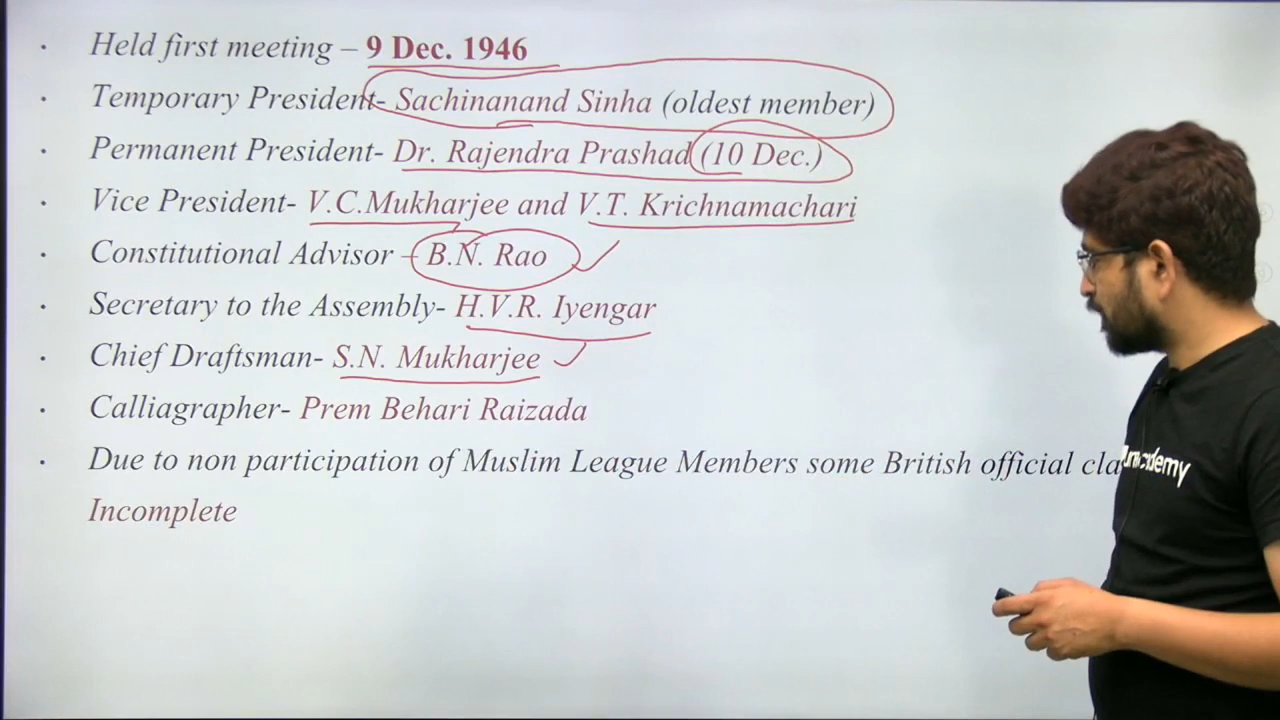 Held first meeting – 9 Dec. 1946
Temporary President- Sachinanand Sinha (oldest member)
Permanent President- Dr. Rajendra Prashad (10 Dec.)
Vice President- V.C.Mukharjee and V.T. Krichnamachari
Constitutional Advisor – B.N. Rao
Secretary to the Assembly- H.V.R. Iyengar
Chief Draftsman- S.N. Mukharjee
Calliagrapher- Prem Behari Raizada
Due to non participation of Muslim League Members some British official
Incomplete